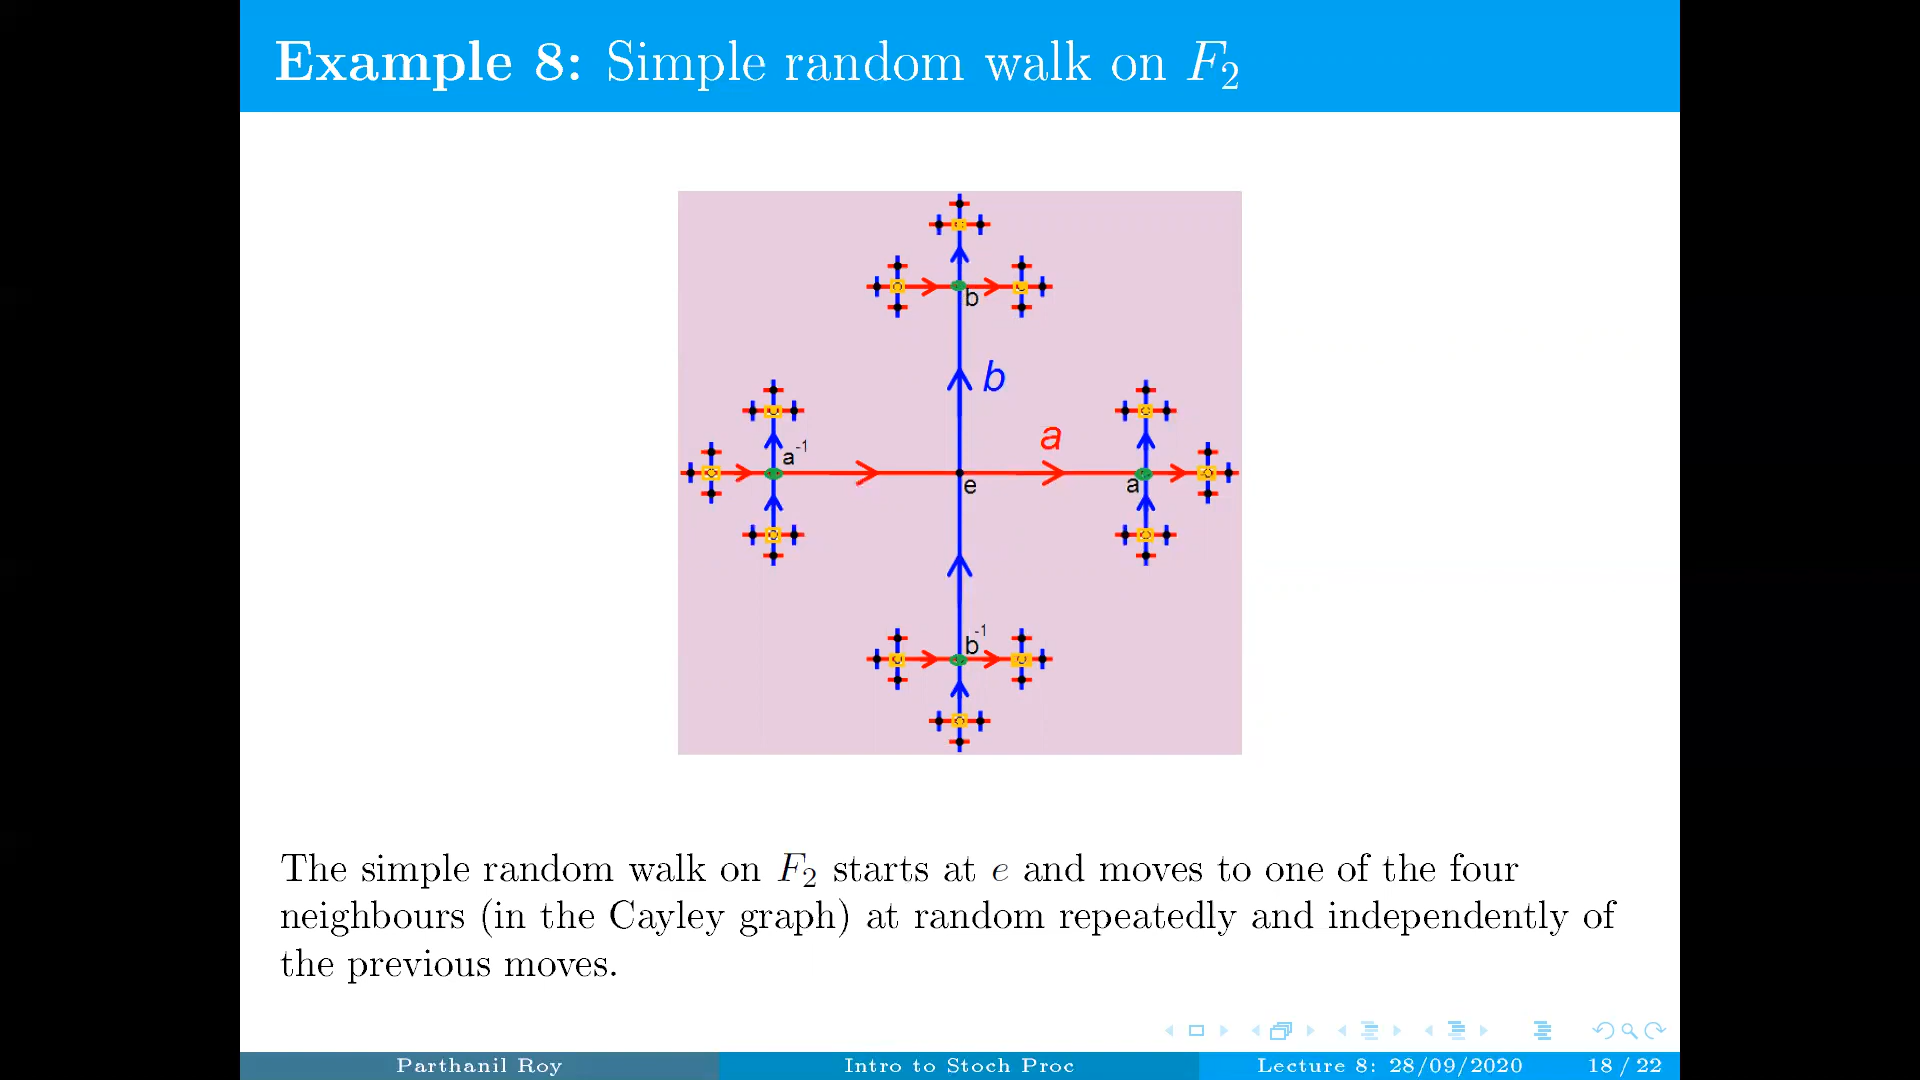 Example 8: Simple random walk on F₂
b
b
a
a⁻¹
e
a
b⁻¹
The simple random walk on F₂ starts at e and moves to one of the four
neighbours (in the Cayley graph) at random repeatedly and independently of
the previous moves.
Parthanil Roy Intro to Stoch Proc Lecture 8: 28/09/2020 18 / 22